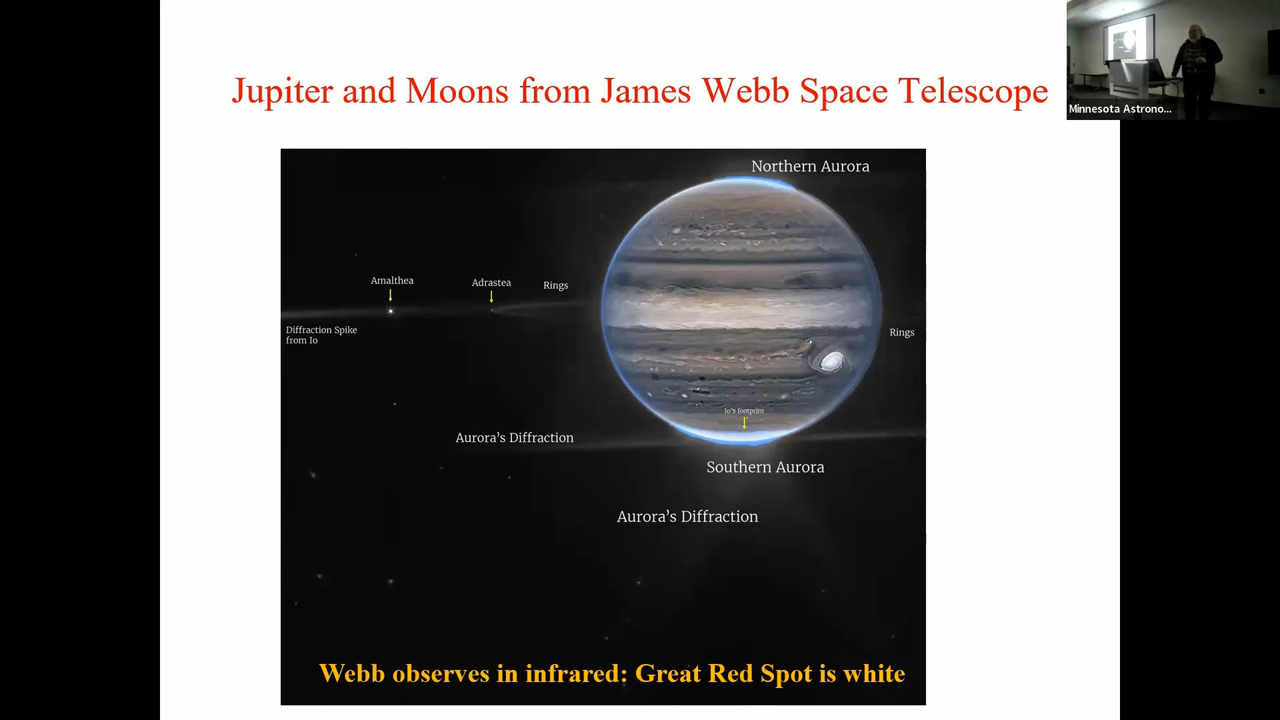 Jupiter and Moons from James Webb Space Telescope
Minnesota Astrono...
Northern Aurora
Amalthea
Adrastea
Rings
Diffraction Spike
from Io
Rings
Io's footprint
Aurora's Diffraction
Southern Aurora
Aurora's Diffraction
Webb observes in infrared: Great Red Spot is white